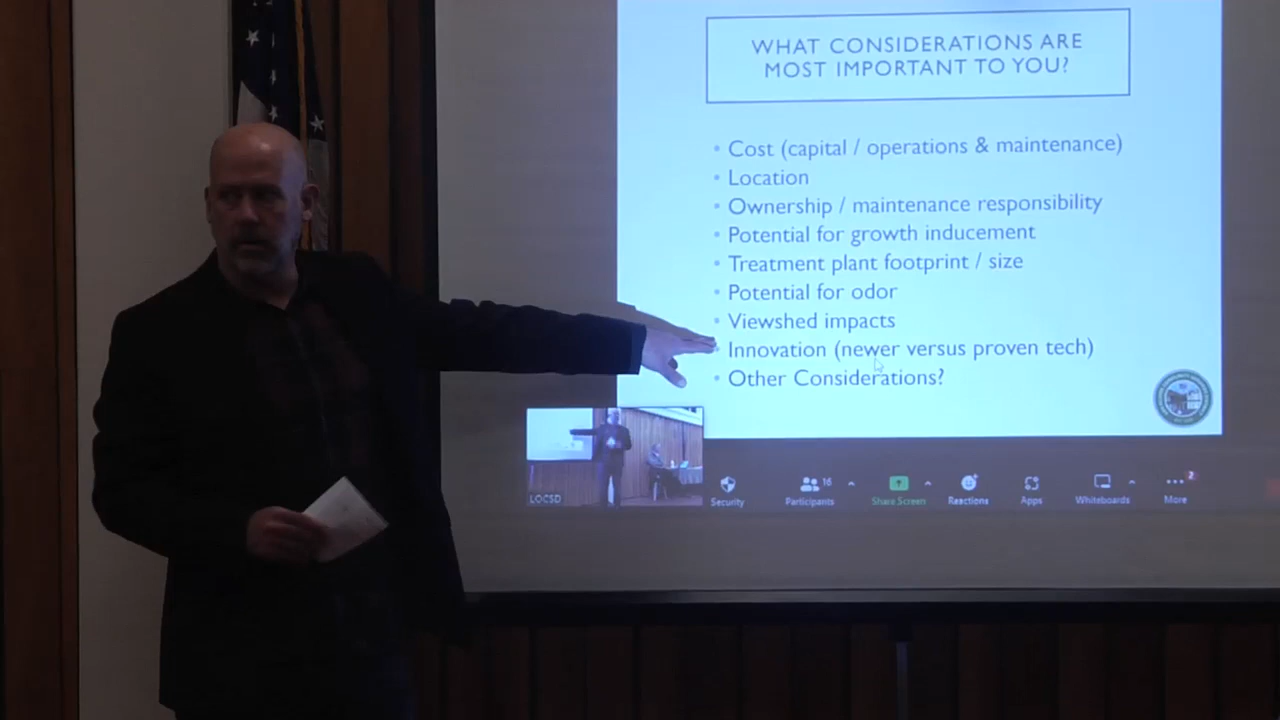 WHAT CONSIDERATIONS ARE
MOST IMPORTANT TO YOU?
• Cost (capital / operations & maintenance)
• Location
• Ownership / maintenance responsibility
• Potential for growth inducement
• Treatment plant footprint / size
• Potential for odor
• Viewshed impacts
• Innovation (newer versus proven tech)
• Other Considerations?
LOCSD
Security
Participants
16
Share Screen
Reactions
Apps
Whiteboards
More
2